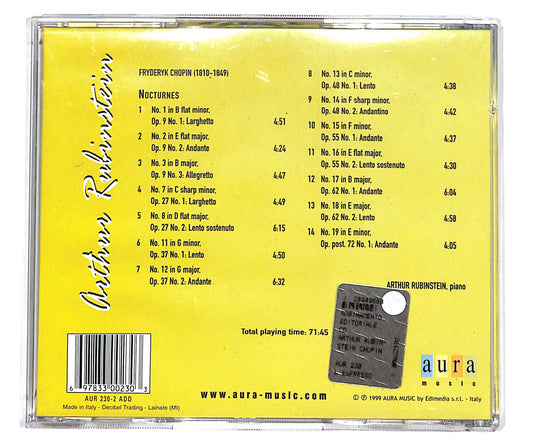 Arthur Rubinstein
FRYDERYK CHOPIN (1810-1849)
NOCTURNES
1 No. 1 in B flat minor,
Op. 9 No. 1: Larghetto 4:51
2 No. 2 in E flat major,
Op. 9 No. 2: Andante 4:24
3 No. 3 in B major,
Op. 9 No. 3: Allegretto 4:47
4 No. 7 in C sharp minor,
Op. 27 No. 1: Larghetto 4:47
5 No. 8 in D flat major,
Op. 27 No. 2: Lento sostenuto 6:15
6 No. 11 in G minor,
Op. 37 No. 1: Lento 4:50
7 No. 12 in G major,
Op. 37 No. 2: Andante 6:32
8 No. 13 in C minor,
Op. 48 No. 1: Lento 4:38
9 No. 14 in F sharp minor,
Op. 48 No. 2: Andantino 4:42
10 No. 15 in F minor,
Op. 55 No. 1: Andante 4:37
11 No. 16 in E flat major,
Op. 55 No. 2: Lento sostenuto 4:30
12 No. 17 in B major,
Op. 62 No. 1: Andante 6:04
13 No. 18 in E major,
Op. 62 No. 2: Lento 4:58
14 No. 19 in E minor,
Op. post. 72 No. 1: Andante 4:05
ARTHUR RUBINSTEIN, piano
Total playing time: 71:45
ABBINAMENTO
EDITORIALE
CD
ARTHUR RUBIN-
STEIN CHOPIN
AUR 230
L'ESPRESSO
6 97833 00230 3
AUR 230-2 ADD
Made in Italy - Decibel Trading - Lainate (MI)
www.aura-music.com
aura
music
© ℗ 1999 AURA MUSIC by Edimedia s.r.l. - Italy